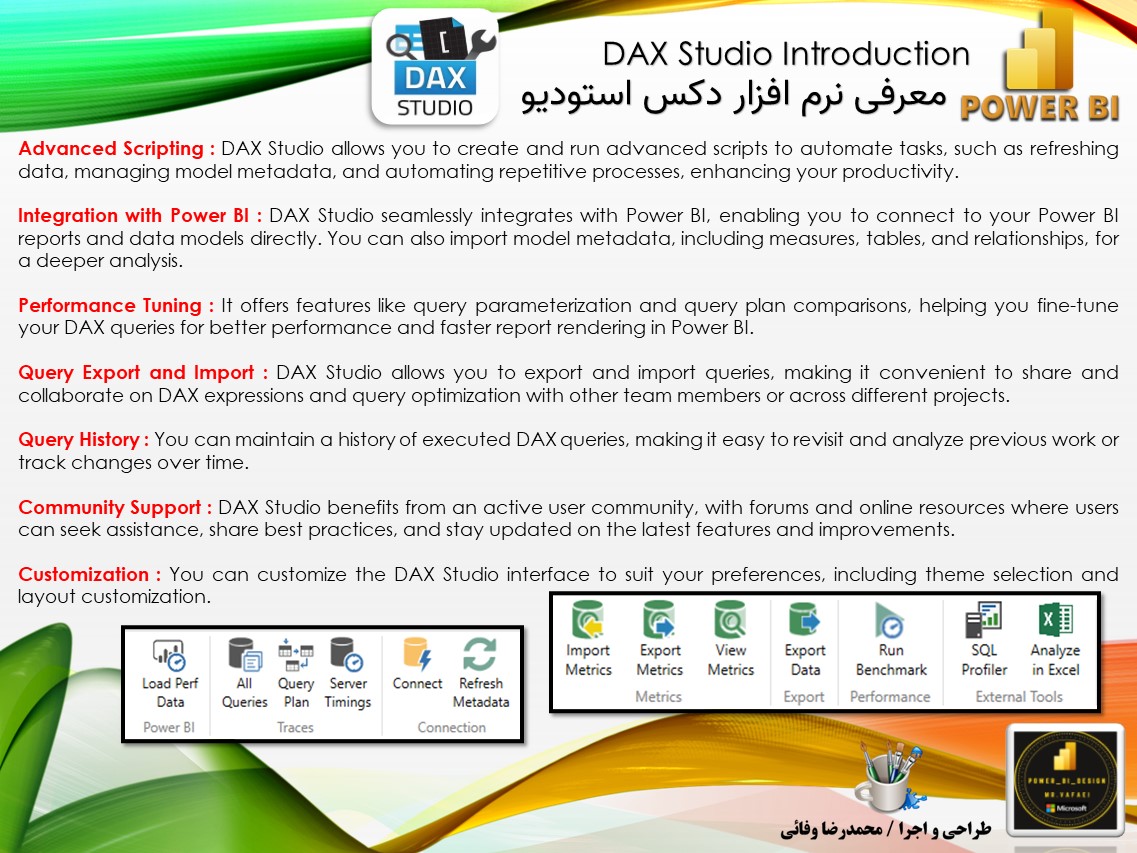 DAX
STUDIO
DAX Studio Introduction
معرفی نرم افزار دکس استودیو
POWER BI
Advanced Scripting : DAX Studio allows you to create and run advanced scripts to automate tasks, such as refreshing
data, managing model metadata, and automating repetitive processes, enhancing your productivity.
Integration with Power BI : DAX Studio seamlessly integrates with Power BI, enabling you to connect to your Power BI
reports and data models directly. You can also import model metadata, including measures, tables, and relationships, for
a deeper analysis.
Performance Tuning : It offers features like query parameterization and query plan comparisons, helping you fine-tune
your DAX queries for better performance and faster report rendering in Power BI.
Query Export and Import : DAX Studio allows you to export and import queries, making it convenient to share and
collaborate on DAX expressions and query optimization with other team members or across different projects.
Query History : You can maintain a history of executed DAX queries, making it easy to revisit and analyze previous work or
track changes over time.
Community Support : DAX Studio benefits from an active user community, with forums and online resources where users
can seek assistance, share best practices, and stay updated on the latest features and improvements.
Customization : You can customize the DAX Studio interface to suit your preferences, including theme selection and
layout customization.
Load Perf All Query Server Connect Refresh
Data Queries Plan Timings Metadata
Power BI Traces Connection
Import Export View Export Run SQL Analyze
Metrics Metrics Metrics Data Benchmark Profiler in Excel
Metrics Export Performance External Tools
POWER_BI_DESIGN
MR.VAFAEI
Microsoft
طراحی و اجرا / محمدرضا وفائی